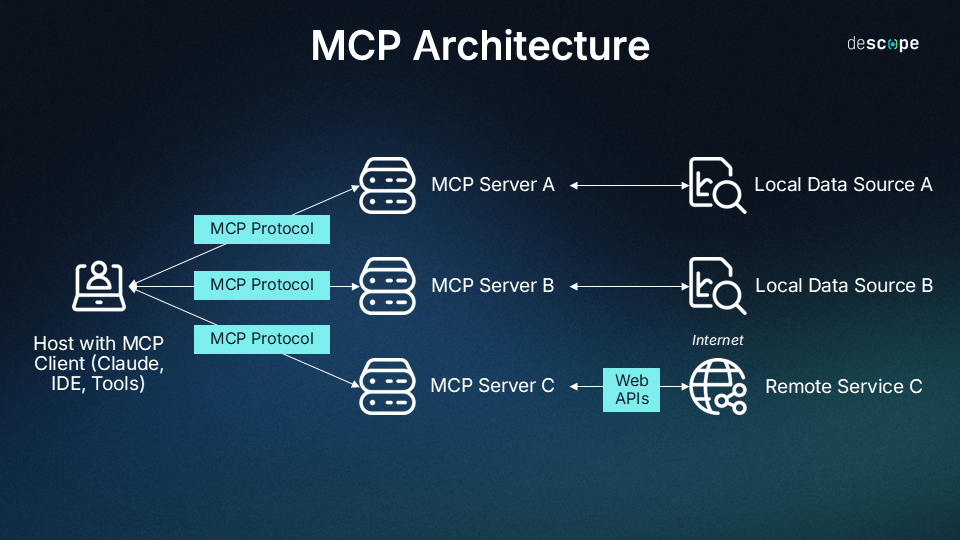 MCP Architecture
descope
MCP Server A
Local Data Source A
MCP Protocol
MCP Protocol
MCP Server B
Local Data Source B
MCP Protocol
Internet
Host with MCP
Client (Claude,
IDE, Tools)
MCP Server C
Web
APIs
Remote Service C